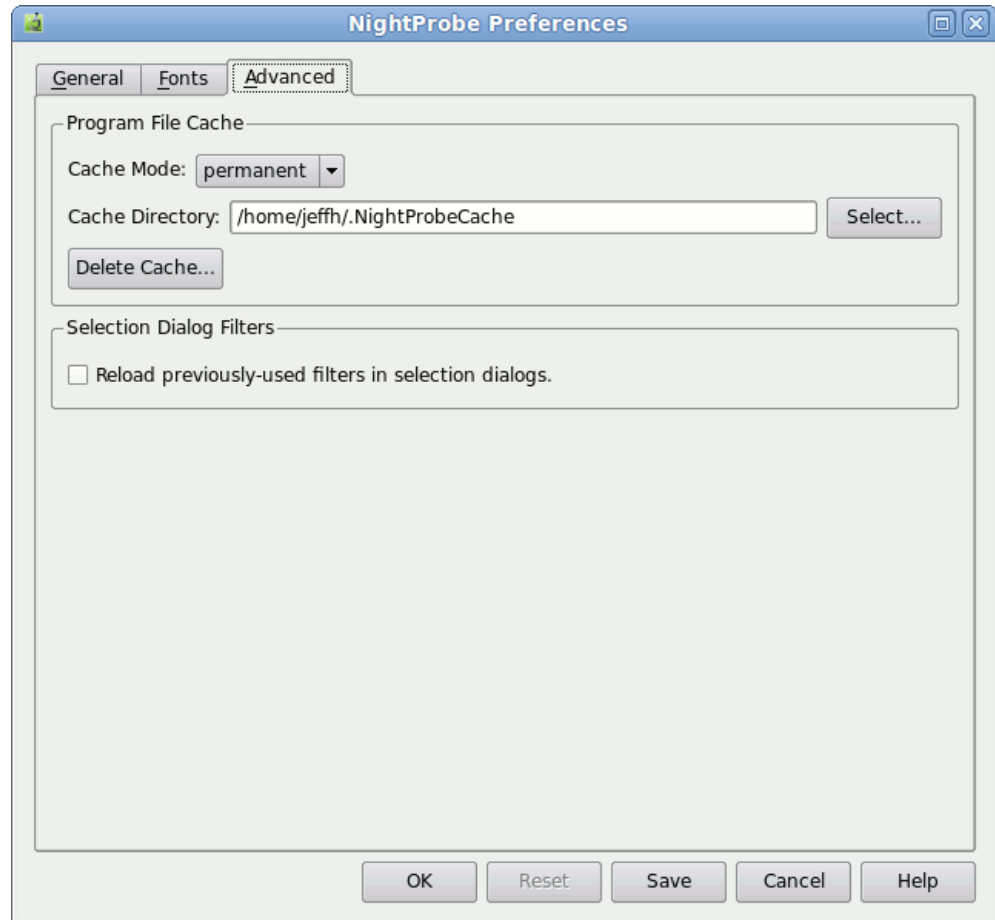 NightProbe Preferences
General Fonts Advanced
Program File Cache
Cache Mode: permanent
Cache Directory: /home/jeffh/.NightProbeCache Select...
Delete Cache...
Selection Dialog Filters
Reload previously-used filters in selection dialogs.
OK Reset Save Cancel Help